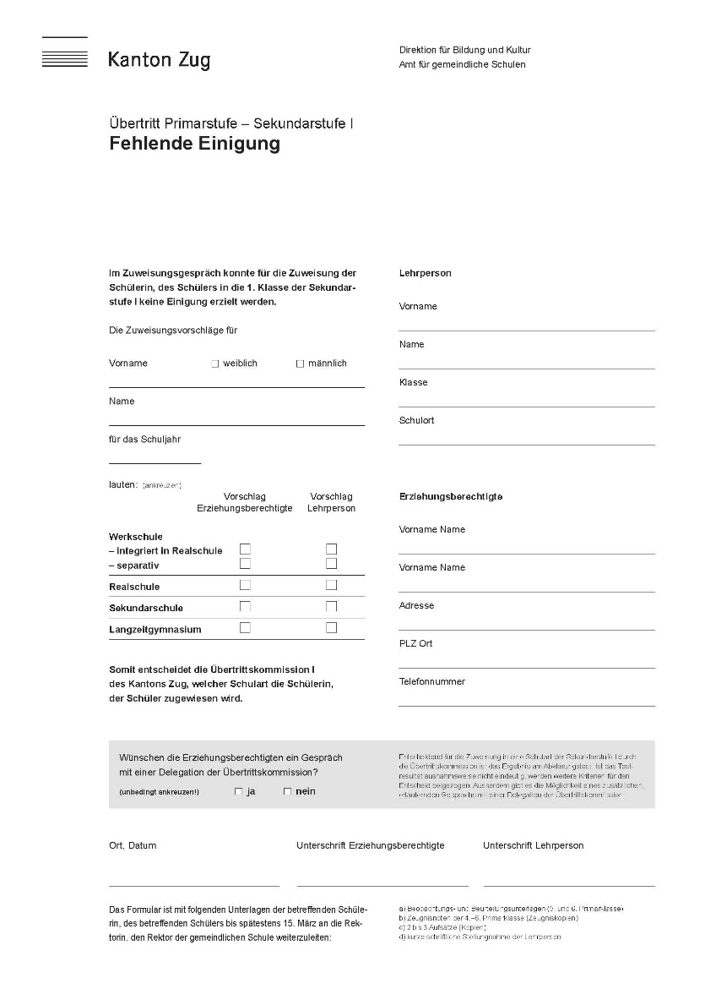 Kanton Zug
Direktion für Bildung und Kultur
Amt für gemeindliche Schulen
Übertritt Primarstufe – Sekundarstufe I
Fehlende Einigung
Im Zuweisungsgespräch konnte für die Zuweisung der
Schülerin, des Schülers in die 1. Klasse der Sekundar-
stufe I keine Einigung erzielt werden.
Die Zuweisungsvorschläge für
Vorname weiblich männlich
Name
für das Schuljahr
lauten: (ankreuzen)
Vorschlag Vorschlag
Erziehungsberechtigte Lehrperson
Werkschule
– integriert in Realschule
– separativ
Realschule
Sekundarschule
Langzeitgymnasium
Somit entscheidet die Übertrittskommission I
des Kantons Zug, welcher Schulart die Schülerin,
der Schüler zugewiesen wird.
Lehrperson
Vorname
Name
Klasse
Schulort
Erziehungsberechtigte
Vorname Name
Vorname Name
Adresse
PLZ Ort
Telefonnummer
Wünschen die Erziehungsberechtigten ein Gespräch
mit einer Delegation der Übertrittskommission?
(unbedingt ankreuzen!) ja nein
Entscheidend für die Zuweisung in eine Schulart der Sekundarstufe I durch
die Übertrittskommission ist das Ergebnis am Abklärungstest. Ist das Test-
resultat ausnahmsweise nicht eindeutig, werden weitere Kriterien für den
Entscheid beigezogen. Ausserdem gibt es die Möglichkeit eines zusätzlichen,
erläuternden Gesprächs mit einer Delegation der Übertrittskommission.
Ort, Datum
Unterschrift Erziehungsberechtigte
Unterschrift Lehrperson
Das Formular ist mit folgenden Unterlagen der betreffenden Schüle-
rin, des betreffenden Schülers bis spätestens 15. März an die Rek-
torin, den Rektor der gemeindlichen Schule weiterzuleiten:
a) Beobachtungs- und Beurteilungsunterlagen (5. und 6. Primarklasse)
b) Zeugnisnoten der 4.–6. Primarklasse (Zeugniskopien)
c) 2 bis 3 Aufsätze (Kopien)
d) kurze schriftliche Stellungnahme der Lehrperson